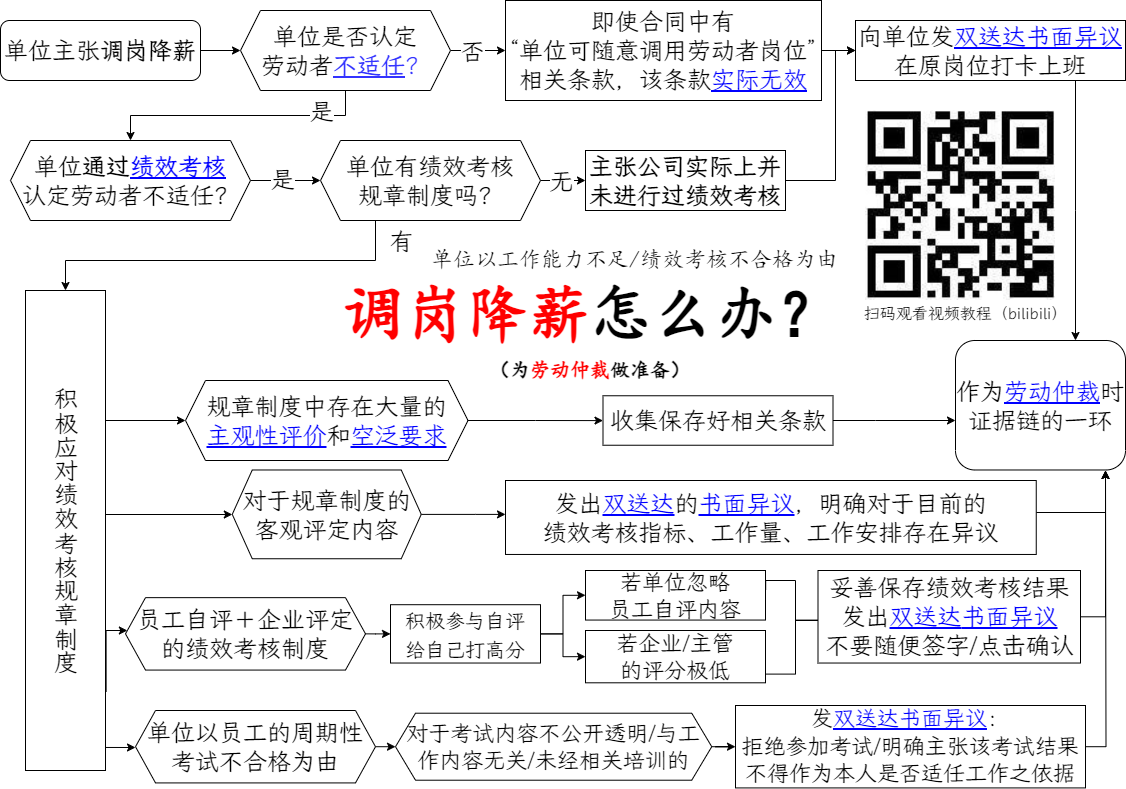 单位主张调岗降薪
单位是否认定
劳动者不适任？
否
即使合同中有
“单位可随意调用劳动者岗位”
相关条款，该条款实际无效
向单位发双送达书面异议
在原岗位打卡上班
是
单位通过绩效考核
认定劳动者不适任？
是
单位有绩效考核
规章制度吗？
无
主张公司实际上并
未进行过绩效考核
有
单位以工作能力不足/绩效考核不合格为由
调岗降薪怎么办？
（为劳动仲裁做准备）
扫码观看视频教程（bilibili）
积极应对绩效考核规章制度
规章制度中存在大量的
主观性评价和空泛要求
收集保存好相关条款
作为劳动仲裁时
证据链的一环
对于规章制度的
客观评定内容
发出双送达的书面异议，明确对于目前的
绩效考核指标、工作量、工作安排存在异议
员工自评＋企业评定
的绩效考核制度
积极参与自评
给自己打高分
若单位忽略
员工自评内容
若企业/主管
的评分极低
妥善保存绩效考核结果
发出双送达书面异议
不要随便签字/点击确认
单位以员工的周期性
考试不合格为由
对于考试内容不公开透明/与工
作内容无关/未经相关培训的
发双送达书面异议：
拒绝参加考试/明确主张该考试结果
不得作为本人是否适任工作之依据